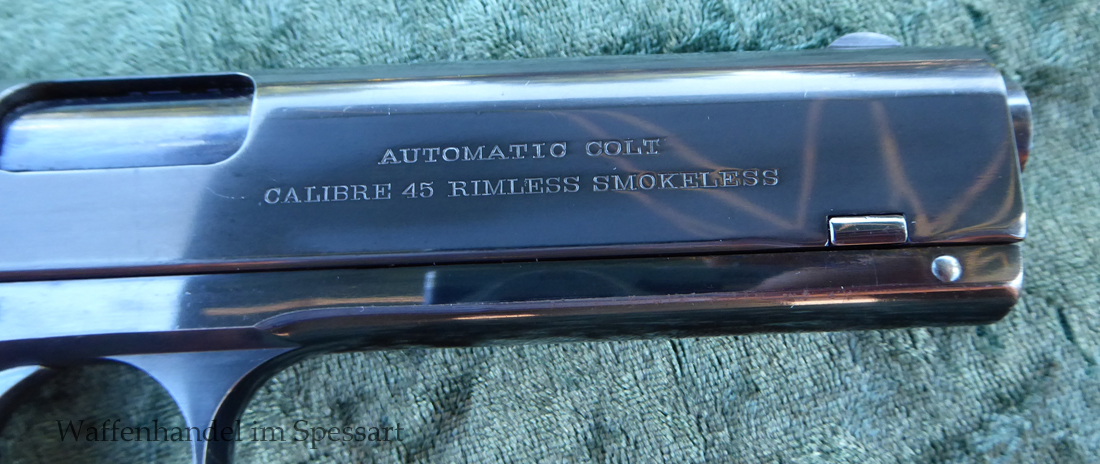 AUTOMATIC COLT
CALIBRE 45 RIMLESS SMOKELESS
Waffenhandel im Spessart